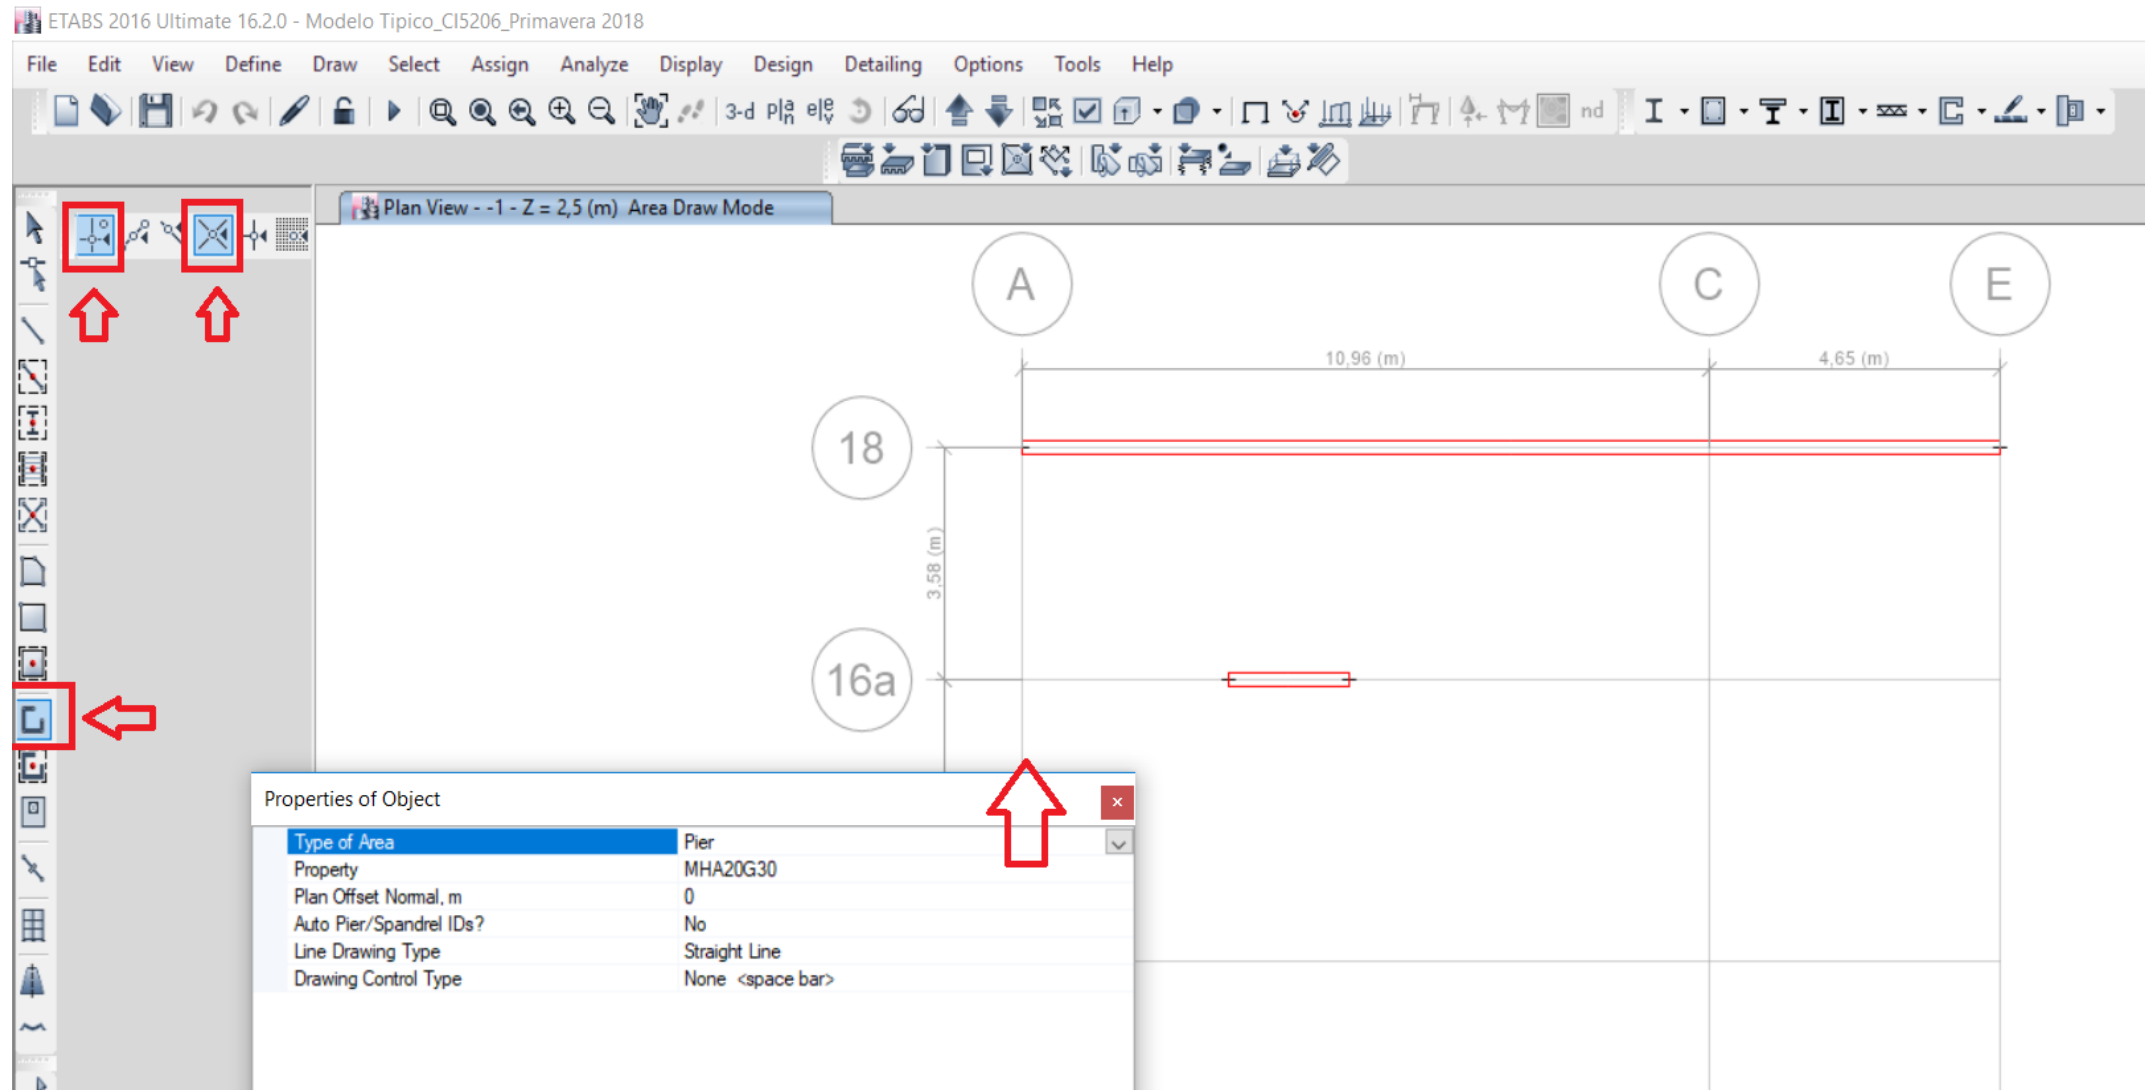 ETABS 2016 Ultimate 16.2.0 - Modelo Tipico_CI5206_Primavera 2018
File Edit View Define Draw Select Assign Analyze Display Design Detailing Options Tools Help
3-d nd
Plan View - -1 - Z = 2,5 (m) Area Draw Mode
A C E
10,96 (m) 4,65 (m)
18
3,58 (m)
16a
Properties of Object
Type of Area Pier
Property MHA20G30
Plan Offset Normal, m 0
Auto Pier/Spandrel IDs? No
Line Drawing Type Straight Line
Drawing Control Type None <space bar>